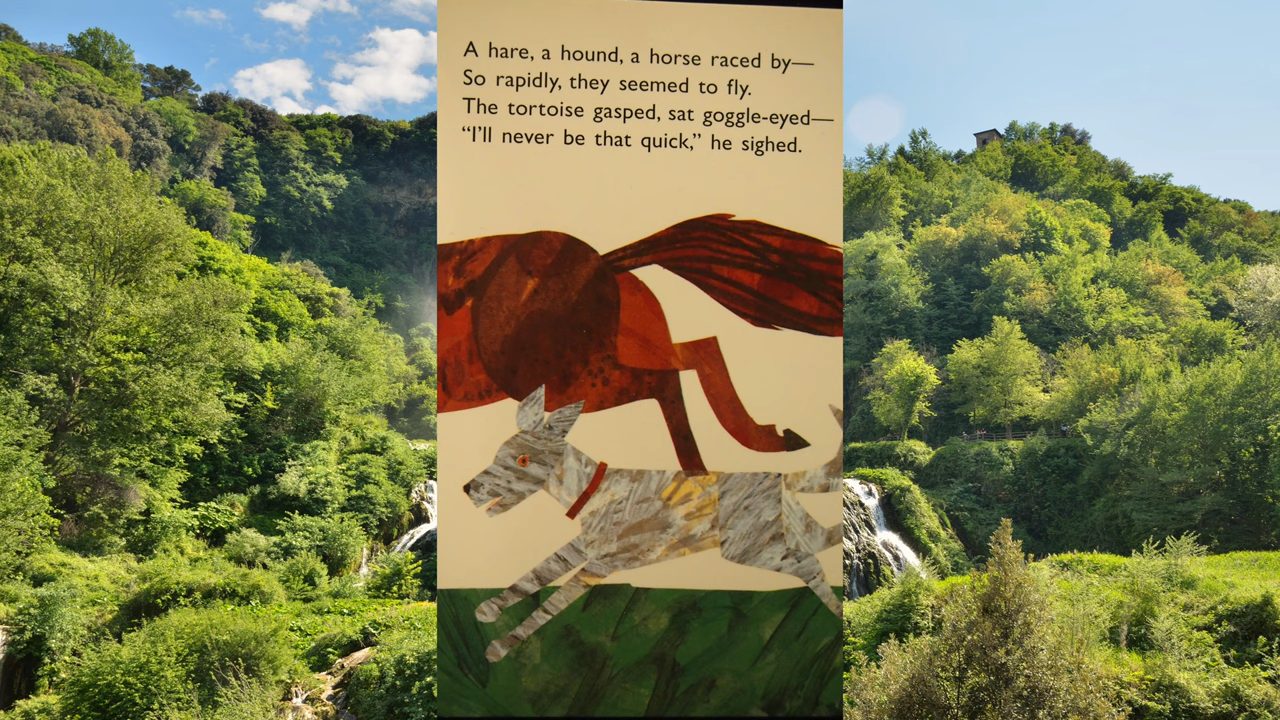 A hare, a hound, a horse raced by—
So rapidly, they seemed to fly.
The tortoise gasped, sat goggle-eyed—
“I’ll never be that quick,” he sighed.